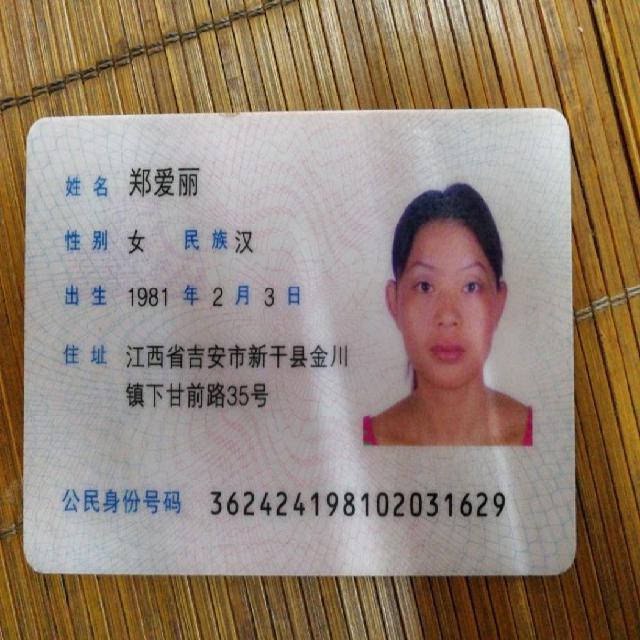 姓名 郑爱丽
性别 女 民族 汉
出生 1981 年 2 月 3 日
住址 江西省吉安市新干县金川
镇下甘前路35号
公民身份号码 362424198102031629